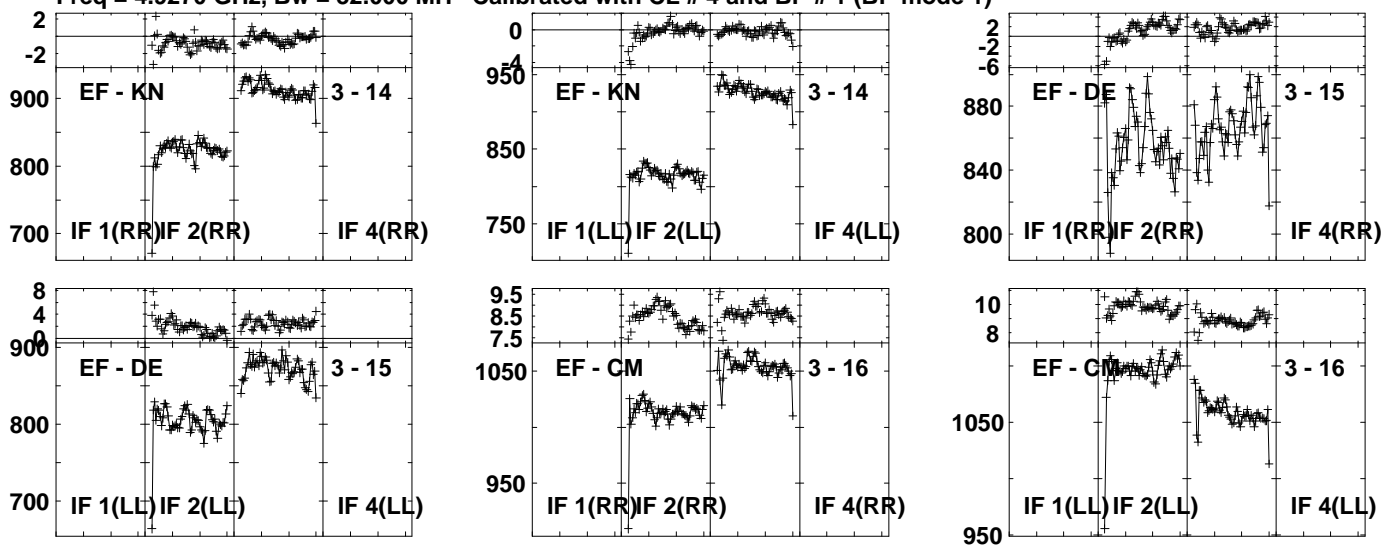 Freq = 4.9270 GHz, Bw = 32.000 MH Calibrated with CL # 4 and BP # 1 (BP mode 1)
2
-2
900
800
700
EF - KN
3 - 14
IF 1(RR)
IF 2(RR)
IF 4(RR)
0
-4
950
850
750
EF - KN
3 - 14
IF 1(LL)
IF 2(LL)
IF 4(LL)
2
-2
-6
880
840
800
EF - DE
3 - 15
IF 1(RR)
IF 2(RR)
IF 4(RR)
8
4
0
900
800
700
EF - DE
3 - 15
IF 1(LL)
IF 2(LL)
IF 4(LL)
9.5
8.5
7.5
1050
950
EF - CM
3 - 16
IF 1(RR)
IF 2(RR)
IF 4(RR)
10
8
1050
950
EF - CM
3 - 16
IF 1(LL)
IF 2(LL)
IF 4(LL)